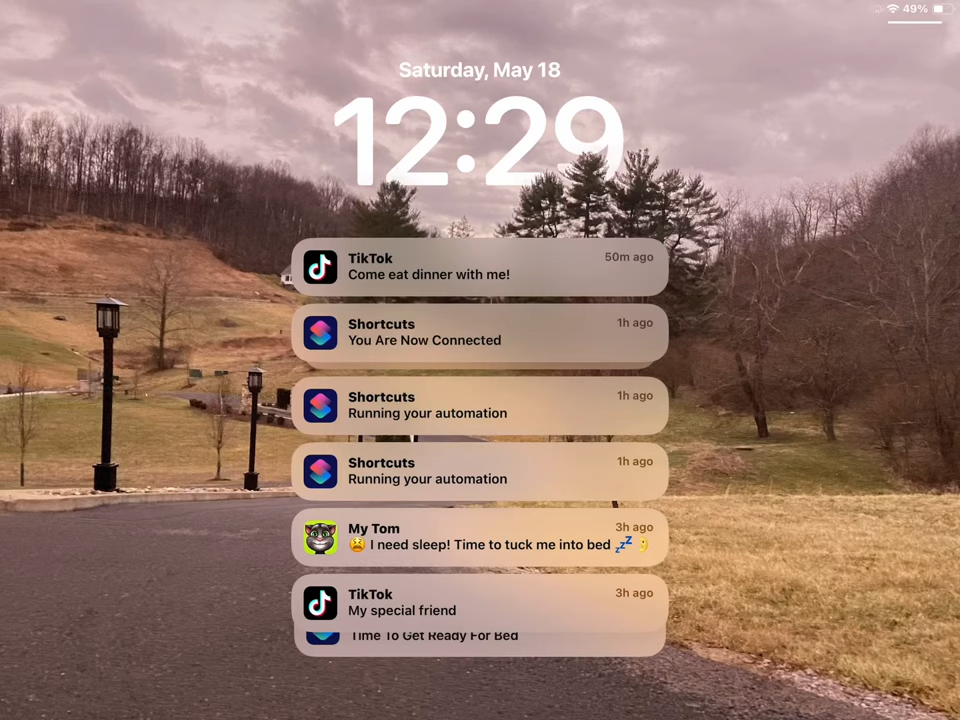 49%
Saturday, May 18
12:29
TikTok
50m ago
Come eat dinner with me!
Shortcuts
1h ago
You Are Now Connected
Shortcuts
1h ago
Running your automation
Shortcuts
1h ago
Running your automation
My Tom
3h ago
😫 I need sleep! Time to tuck me into bed 💤 🌛
TikTok
3h ago
My special friend
Time To Get Ready For Bed